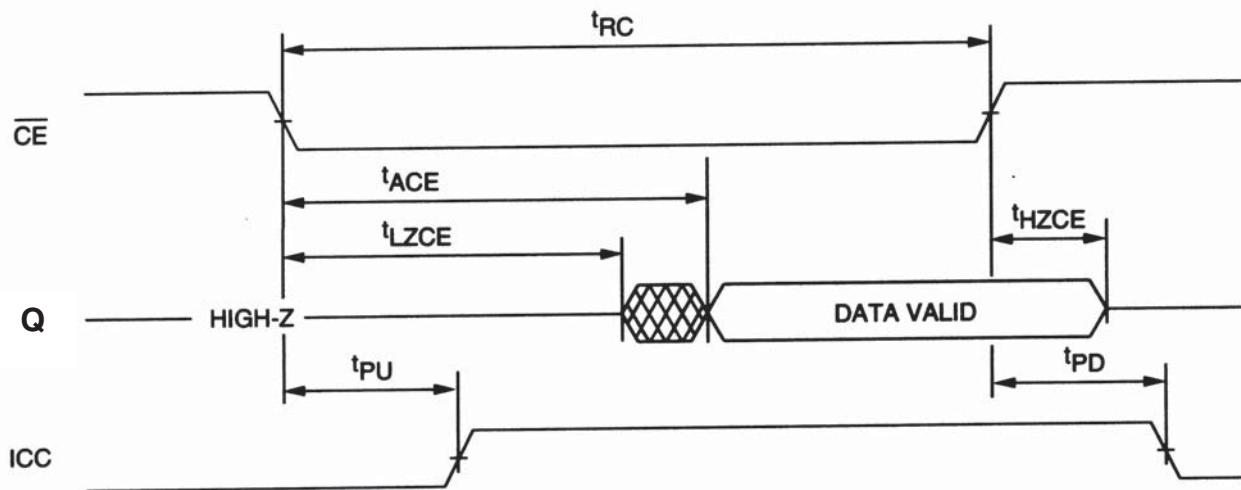 tRC
CE
tACE
tLZCE
tHZCE
Q
HIGH-Z
DATA VALID
tPU
tPD
ICC